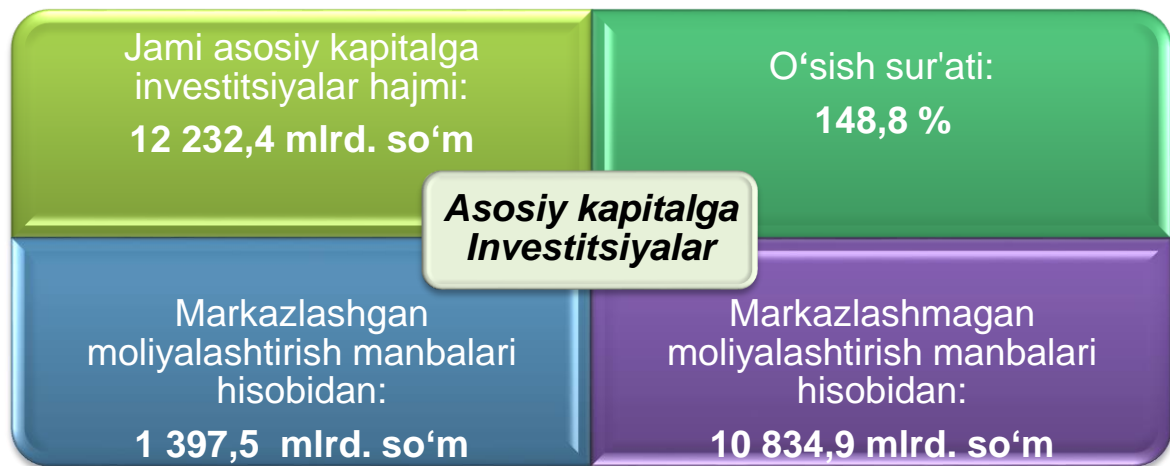 Jami asosiy kapitalga
investitsiyalar hajmi:
12 232,4 mlrd. so‘m
O‘sish sur'ati:
148,8 %
Asosiy kapitalga
Investitsiyalar
Markazlashgan
moliyalashtirish manbalari
hisobidan:
1 397,5 mlrd. so‘m
Markazlashmagan
moliyalashtirish manbalari
hisobidan:
10 834,9 mlrd. so‘m